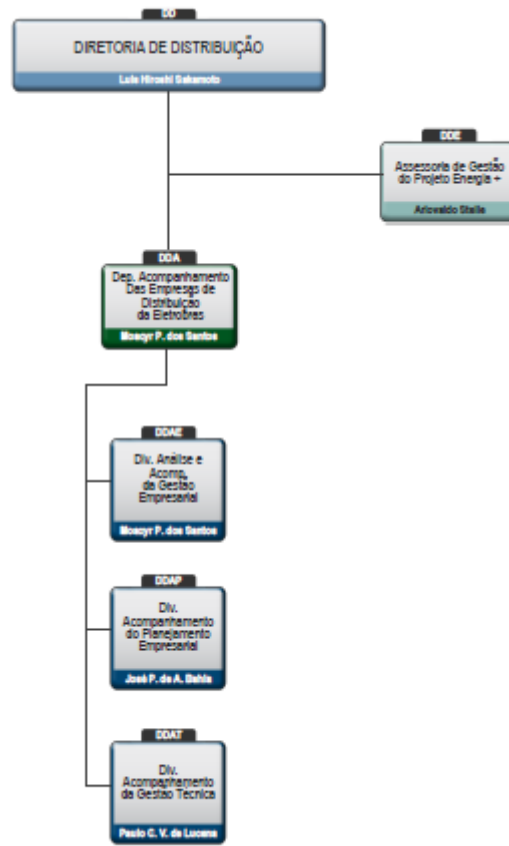 DD
DIRETORIA DE DISTRIBUIÇÃO
Luis Hiroshi Sakamoto
DDE
Assessoria de Gestão
do Projeto Energia +
Ariovaldo Stelle
DDA
Dep. Acompanhamento
Das Empresas de
Distribuição
da Eletrobras
Moacyr P. dos Santos
DDAE
Div. Análise e
Acomp.
da Gestão
Empresarial
Moacyr P. dos Santos
DDAP
Div.
Acompanhamento
do Planejamento
Empresarial
José P. de A. Bahia
DDAT
Div.
Acompanhamento
da Gestão Técnica
Paulo C. V. de Lucena